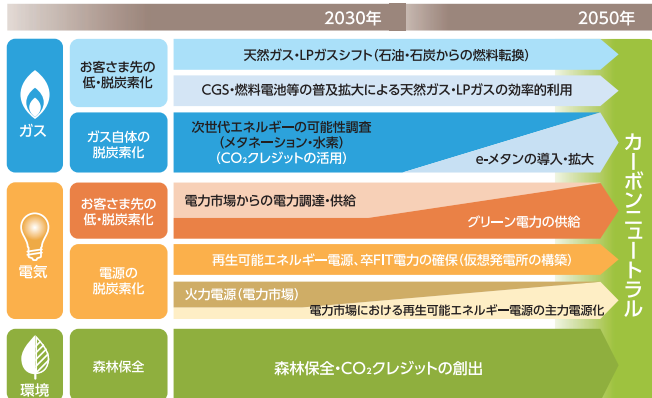 2030年
2050年
ガス
お客さま先の
低・脱炭素化
天然ガス・LPガスシフト（石油・石炭からの燃料転換）
CGS・燃料電池等の普及拡大による天然ガス・LPガスの効率的利用
ガス自体の
脱炭素化
次世代エネルギーの可能性調査
（メタネーション・水素）
（CO₂クレジットの活用）
e-メタンの導入・拡大
電気
お客さま先の
低・脱炭素化
電力市場からの電力調達・供給
グリーン電力の供給
電源の
脱炭素化
再生可能エネルギー電源、卒FIT電力の確保（仮想発電所の構築）
火力電源（電力市場）
電力市場における再生可能エネルギー電源の主力電源化
環境
森林保全
森林保全・CO₂クレジットの創出
カーボンニュートラル